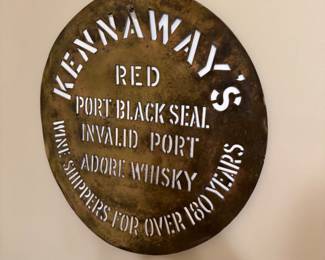 KENNAWAY'S
RED
PORT BLACK SEAL
INVALID PORT
ADORE WHISKY
WINE SHIPPERS FOR OVER 180 YEARS